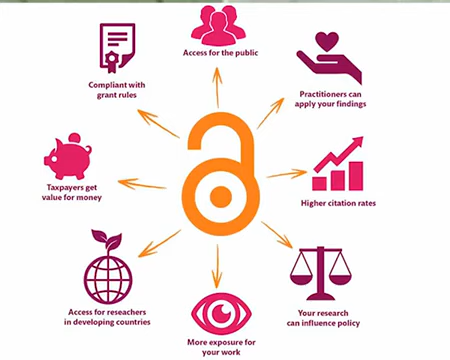 Access for the public
Compliant with
grant rules
Practitioners can
apply your findings
Taxpayers get
value for money
Higher citation rates
Access for reseachers
in developing countries
Your research
can influence policy
More exposure for
your work